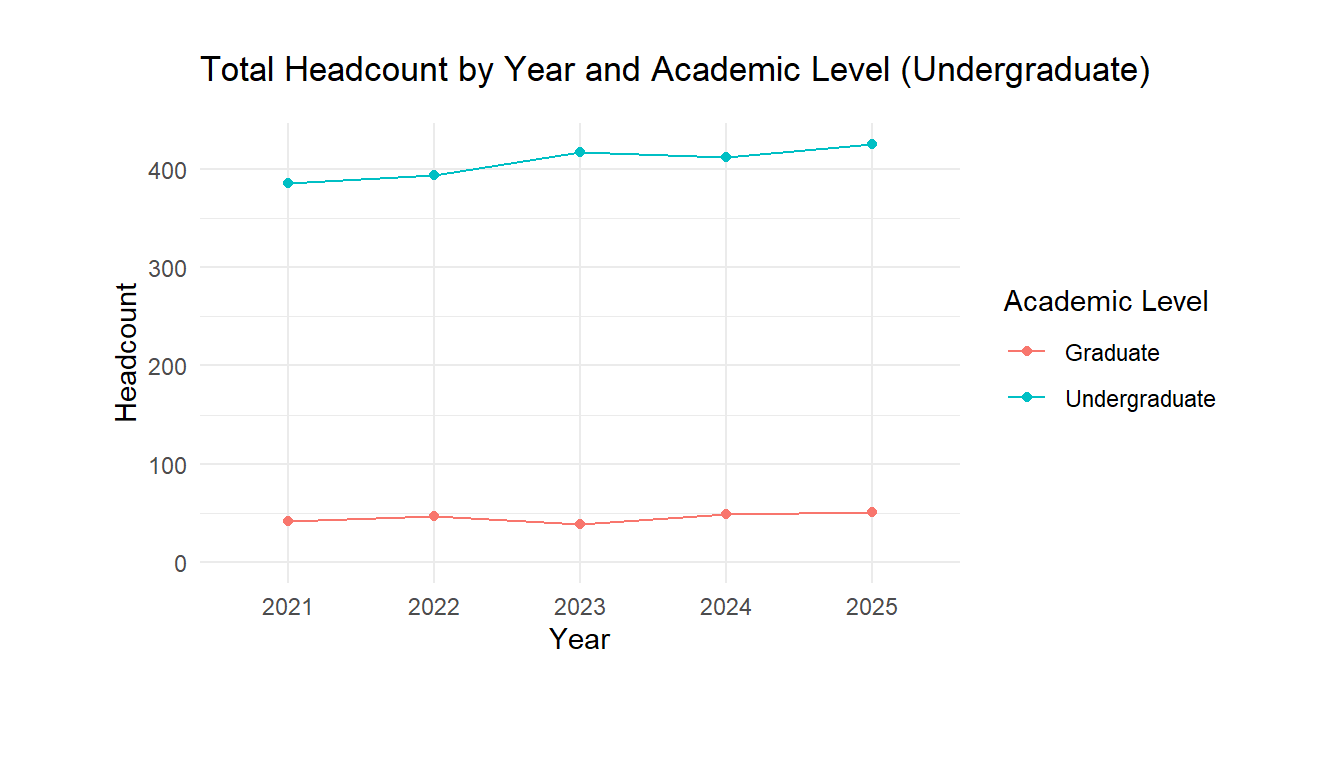 Total Headcount by Year and Academic Level (Undergraduate)
400
300
200
100
0
Headcount
2021 2022 2023 2024 2025
Year
Academic Level
Graduate
Undergraduate